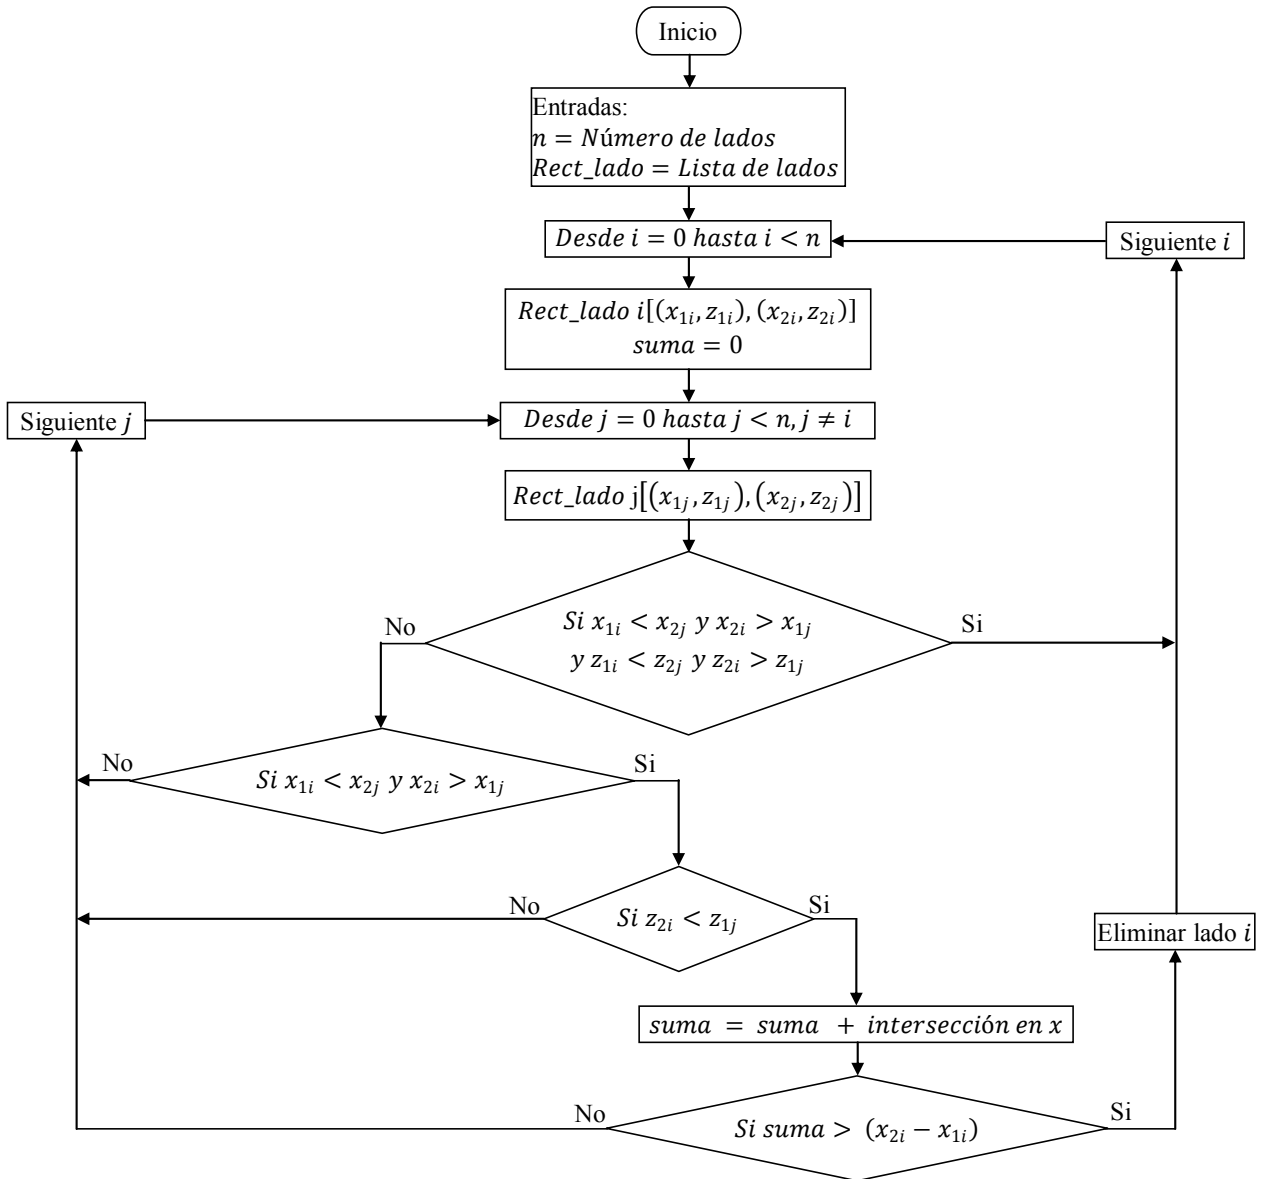 Inicio
Entradas:
n = Número de lados
Rect_lado = Lista de lados
Desde i = 0 hasta i < n
Siguiente i
Rect_lado i[(x₁ᵢ, z₁ᵢ), (x₂ᵢ, z₂ᵢ)]
suma = 0
Siguiente j
Desde j = 0 hasta j < n, j ≠ i
Rect_lado j[(x₁ⱼ, z₁ⱼ), (x₂ⱼ, z₂ⱼ)]
No
Si x₁ᵢ < x₂ⱼ y x₂ᵢ > x₁ⱼ
y z₁ᵢ < z₂ⱼ y z₂ᵢ > z₁ⱼ
Si
No
Si x₁ᵢ < x₂ⱼ y x₂ᵢ > x₁ⱼ
Si
No
Si z₂ᵢ < z₁ⱼ
Si
Eliminar lado i
suma = suma + intersección en x
No
Si suma > (x₂ᵢ − x₁ᵢ)
Si